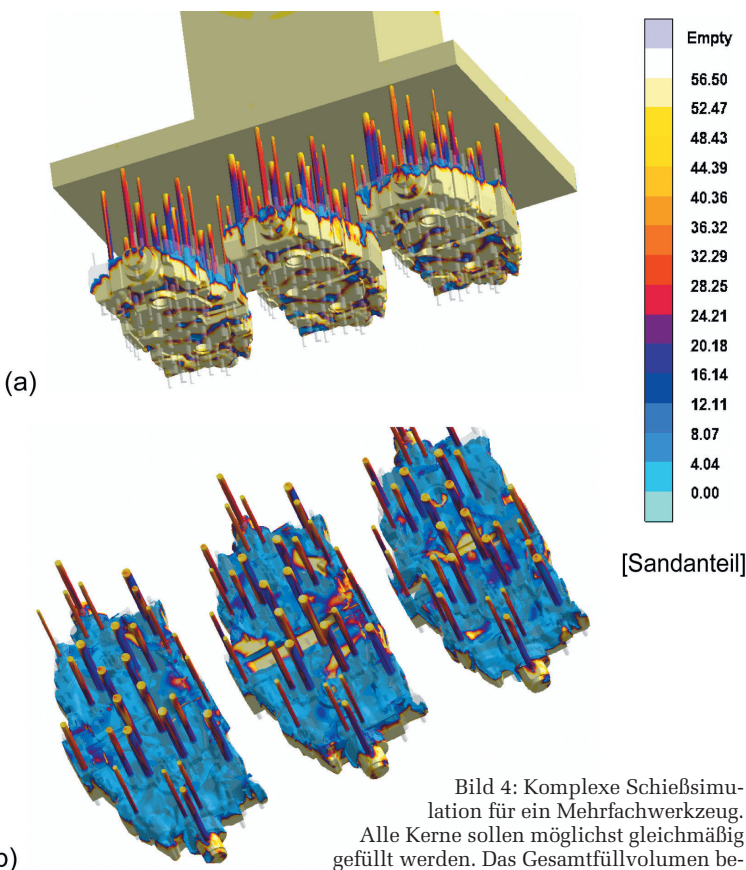 Empty
56.50
52.47
48.43
44.39
40.36
36.32
32.29
28.25
24.21
20.18
16.14
12.11
8.07
4.04
0.00
[Sandanteil]
(a)
Bild 4: Komplexe Schießsimu-
lation für ein Mehrfachwerkzeug.
Alle Kerne sollen möglichst gleichmäßig
gefüllt werden. Das Gesamtfüllvolumen be-